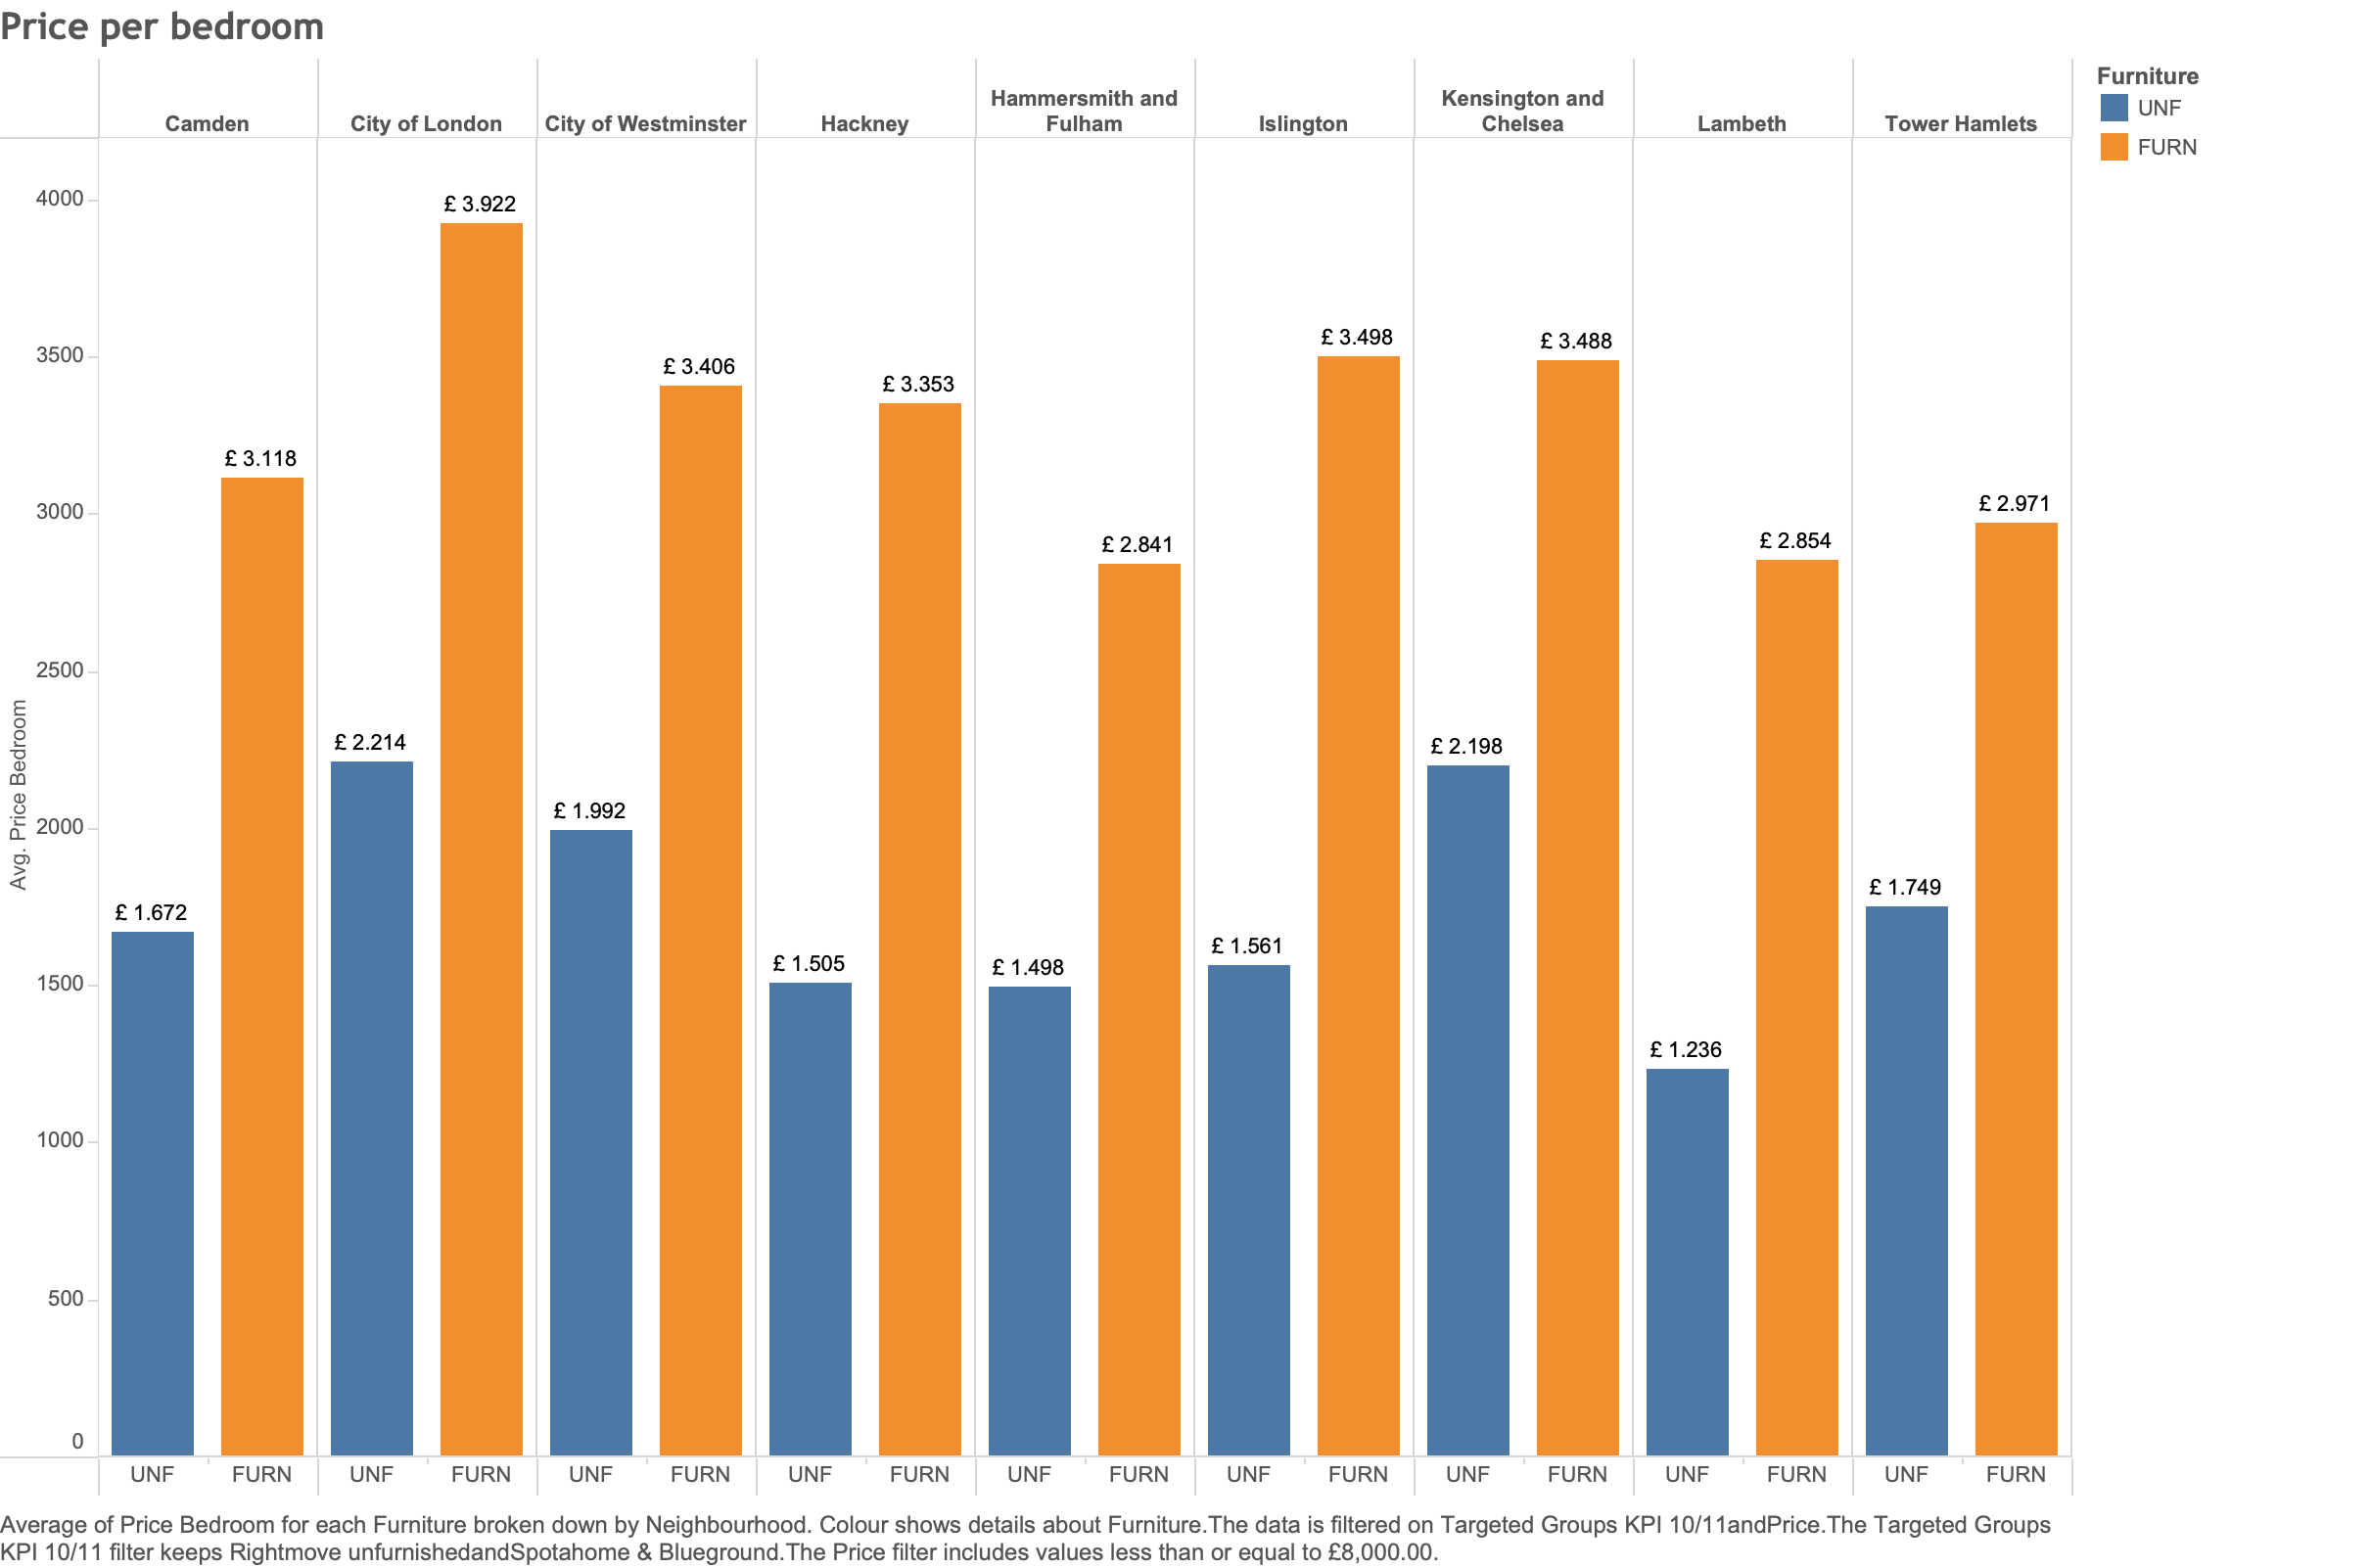 Price per bedroom
Furniture
UNF
FURN
Camden
City of London
City of Westminster
Hackney
Hammersmith and
Fulham
Islington
Kensington and
Chelsea
Lambeth
Tower Hamlets
Avg. Price Bedroom
4000
3500
3000
2500
2000
1500
1000
500
0
£ 1.672
£ 3.118
£ 2.214
£ 3.922
£ 1.992
£ 3.406
£ 1.505
£ 3.353
£ 1.498
£ 2.841
£ 1.561
£ 3.498
£ 2.198
£ 3.488
£ 1.236
£ 2.854
£ 1.749
£ 2.971
UNF FURN UNF FURN UNF FURN UNF FURN UNF FURN UNF FURN UNF FURN UNF FURN UNF FURN
Average of Price Bedroom for each Furniture broken down by Neighbourhood. Colour shows details about Furniture.The data is filtered on Targeted Groups KPI 10/11andPrice.The Targeted Groups
KPI 10/11 filter keeps Rightmove unfurnishedandSpotahome & Blueground.The Price filter includes values less than or equal to £8,000.00.